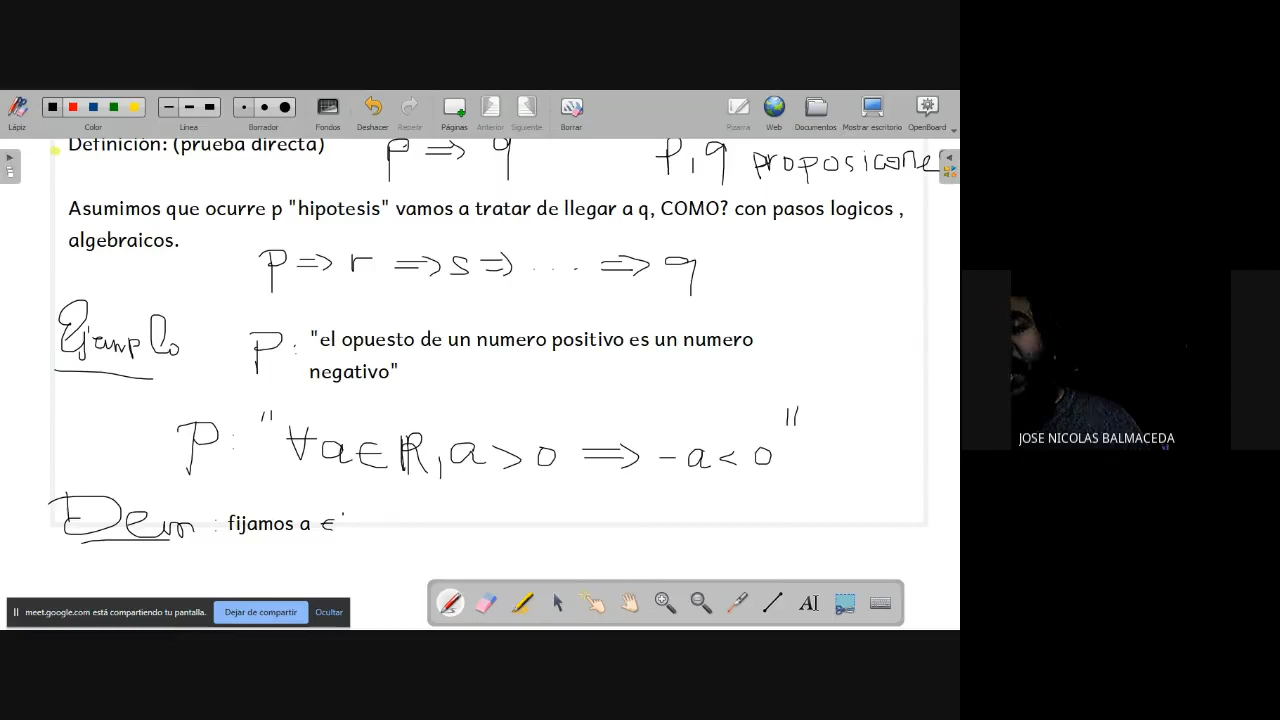 Lápiz Color Línea Borrador Fondos Deshacer Repetir Páginas Anterior Siguiente Borrar Pizarra Web Documentos Mostrar escritorio OpenBoard
Definición: (prueba directa) p ⇒ q p, q proposicione
Asumimos que ocurre p "hipotesis" vamos a tratar de llegar a q, COMO? con pasos logicos ,
algebraicos.
p ⇒ r ⇒ s ⇒ .... ⇒ q
Ejemplo P: "el opuesto de un numero positivo es un numero
negativo"
P: "∀a∈ℝ, a > 0 ⇒ -a < 0"
Dem : fijamos a ∈
JOSE NICOLAS BALMACEDA
AI
meet.google.com está compartiendo tu pantalla. Dejar de compartir Ocultar